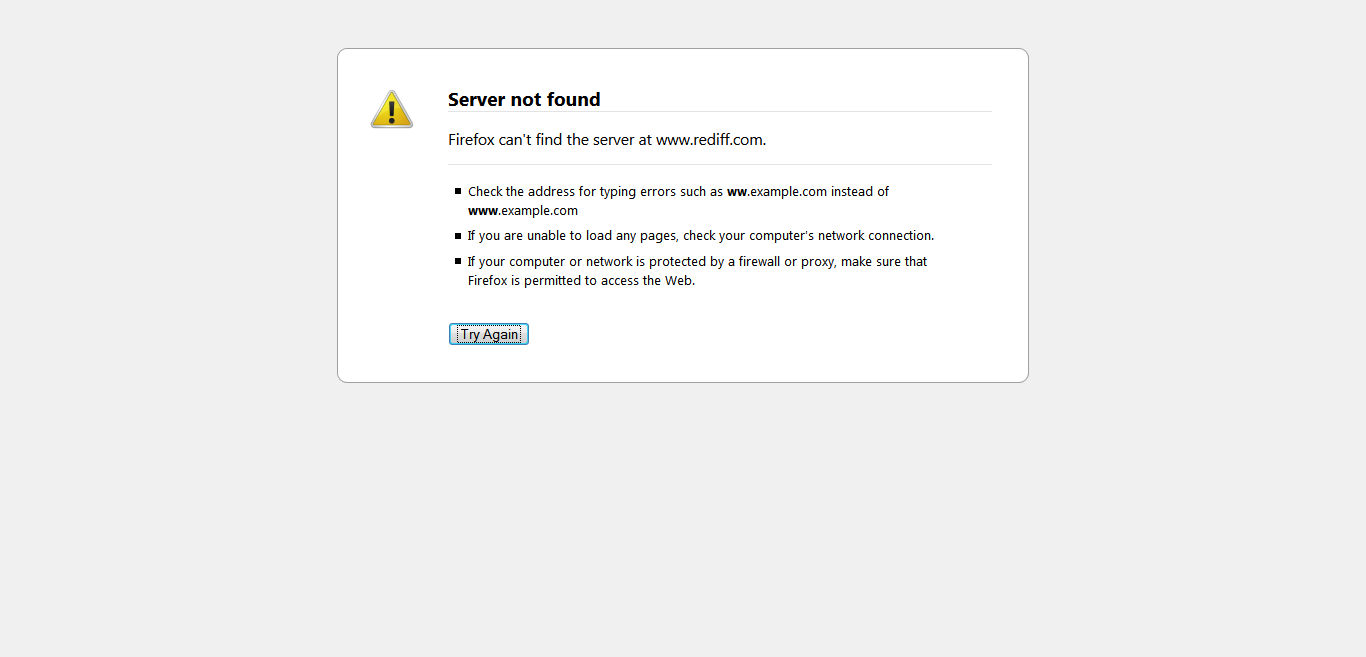 Server not found
Firefox can't find the server at www.rediff.com.
Check the address for typing errors such as ww.example.com instead of
www.example.com
If you are unable to load any pages, check your computer's network connection.
If your computer or network is protected by a firewall or proxy, make sure that
Firefox is permitted to access the Web.
Try Again